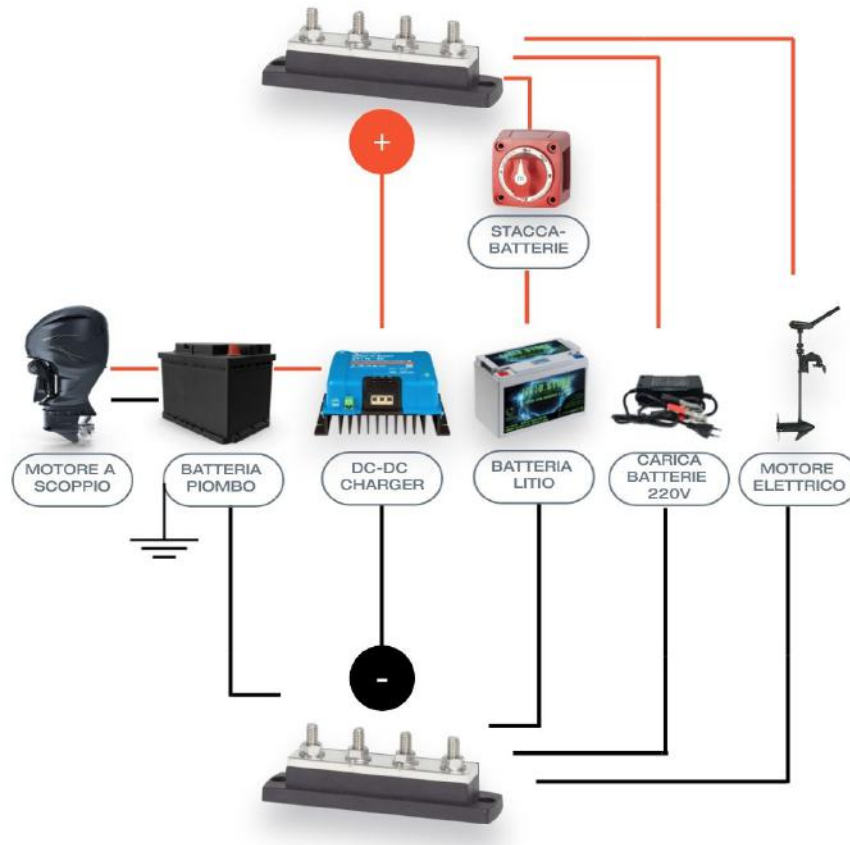 +
STACCA-
BATTERIE
MOTORE A
SCOPPIO
BATTERIA
PIOMBO
DC-DC
CHARGER
BATTERIA
LITIO
CARICA
BATTERIE
220V
MOTORE
ELETTRICO
-